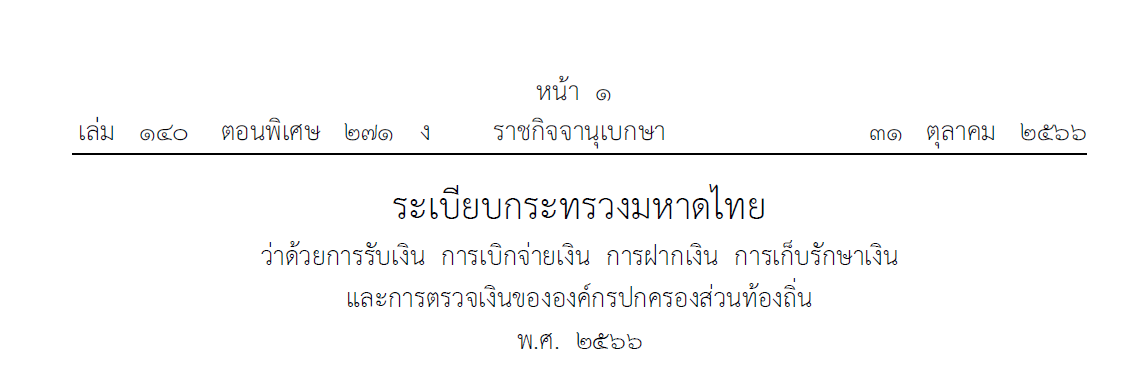 หน้า ๑
เล่ม ๑๔๐ ตอนพิเศษ ๒๗๑ ง ราชกิจจานุเบกษา ๓๑ ตุลาคม ๒๕๖๖
ระเบียบกระทรวงมหาดไทย
ว่าด้วยการรับเงิน การเบิกจ่ายเงิน การฝากเงิน การเก็บรักษาเงิน
และการตรวจเงินขององค์กรปกครองส่วนท้องถิ่น
พ.ศ. ๒๕๖๖